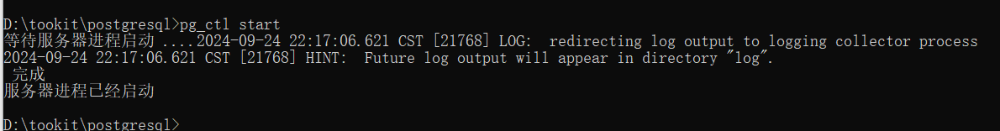 D:\tookit\postgresql>pg_ctl start
等待服务器进程启动 ....2024-09-24 22:17:06.621 CST [21768] LOG:  redirecting log output to logging collector process
2024-09-24 22:17:06.621 CST [21768] HINT:  Future log output will appear in directory "log".
 完成
服务器进程已经启动
D:\tookit\postgresql>